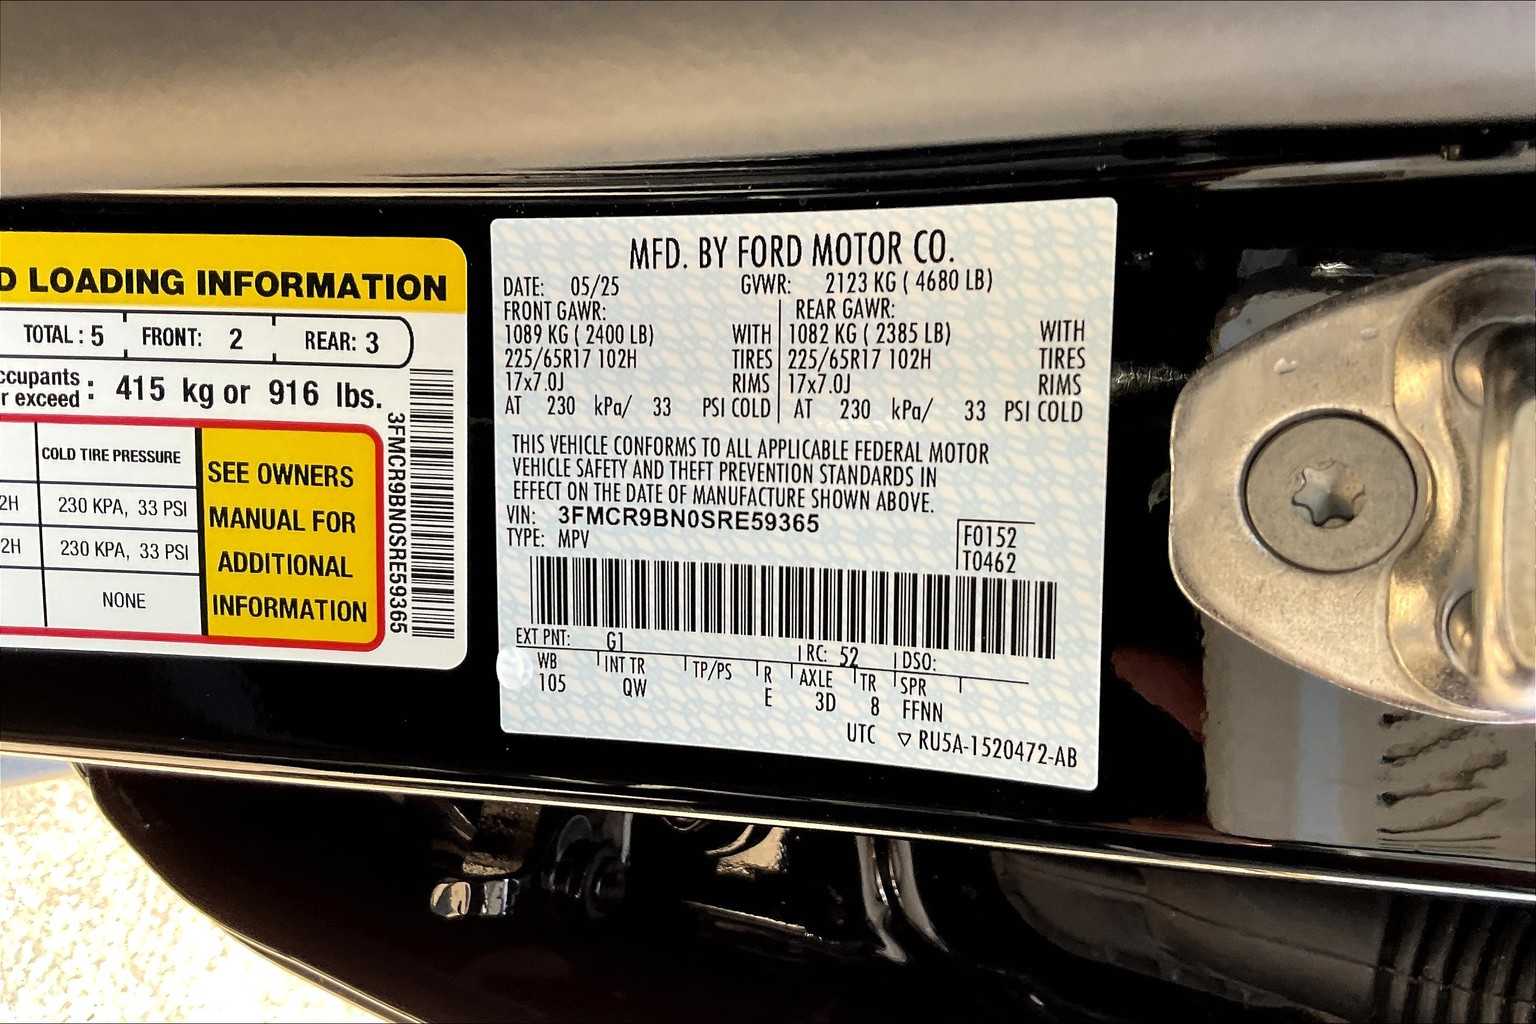 D LOADING INFORMATION
TOTAL : 5 FRONT: 2 REAR: 3
ccupants
r exceed : 415 kg or 916 lbs.
COLD TIRE PRESSURE
2H 230 KPA, 33 PSI
2H 230 KPA, 33 PSI
NONE
SEE OWNERS
MANUAL FOR
ADDITIONAL
INFORMATION
3FMCR9BN0SRE59365
MFD. BY FORD MOTOR CO.
DATE: 05/25 GVWR: 2123 KG ( 4680 LB)
FRONT GAWR: REAR GAWR:
1089 KG ( 2400 LB) WITH 1082 KG ( 2385 LB) WITH
225/65R17 102H TIRES 225/65R17 102H TIRES
17x7.0J RIMS 17x7.0J RIMS
AT 230 kPa/ 33 PSI COLD AT 230 kPa/ 33 PSI COLD
THIS VEHICLE CONFORMS TO ALL APPLICABLE FEDERAL MOTOR
VEHICLE SAFETY AND THEFT PREVENTION STANDARDS IN
EFFECT ON THE DATE OF MANUFACTURE SHOWN ABOVE.
VIN: 3FMCR9BN0SRE59365
TYPE: MPV
F0152
T0462
EXT PNT: G1 RC: 52 DSO:
WB INT TR TP/PS R AXLE TR SPR
105 QW E 3D 8 FFNN
UTC ▽ RU5A-1520472-AB